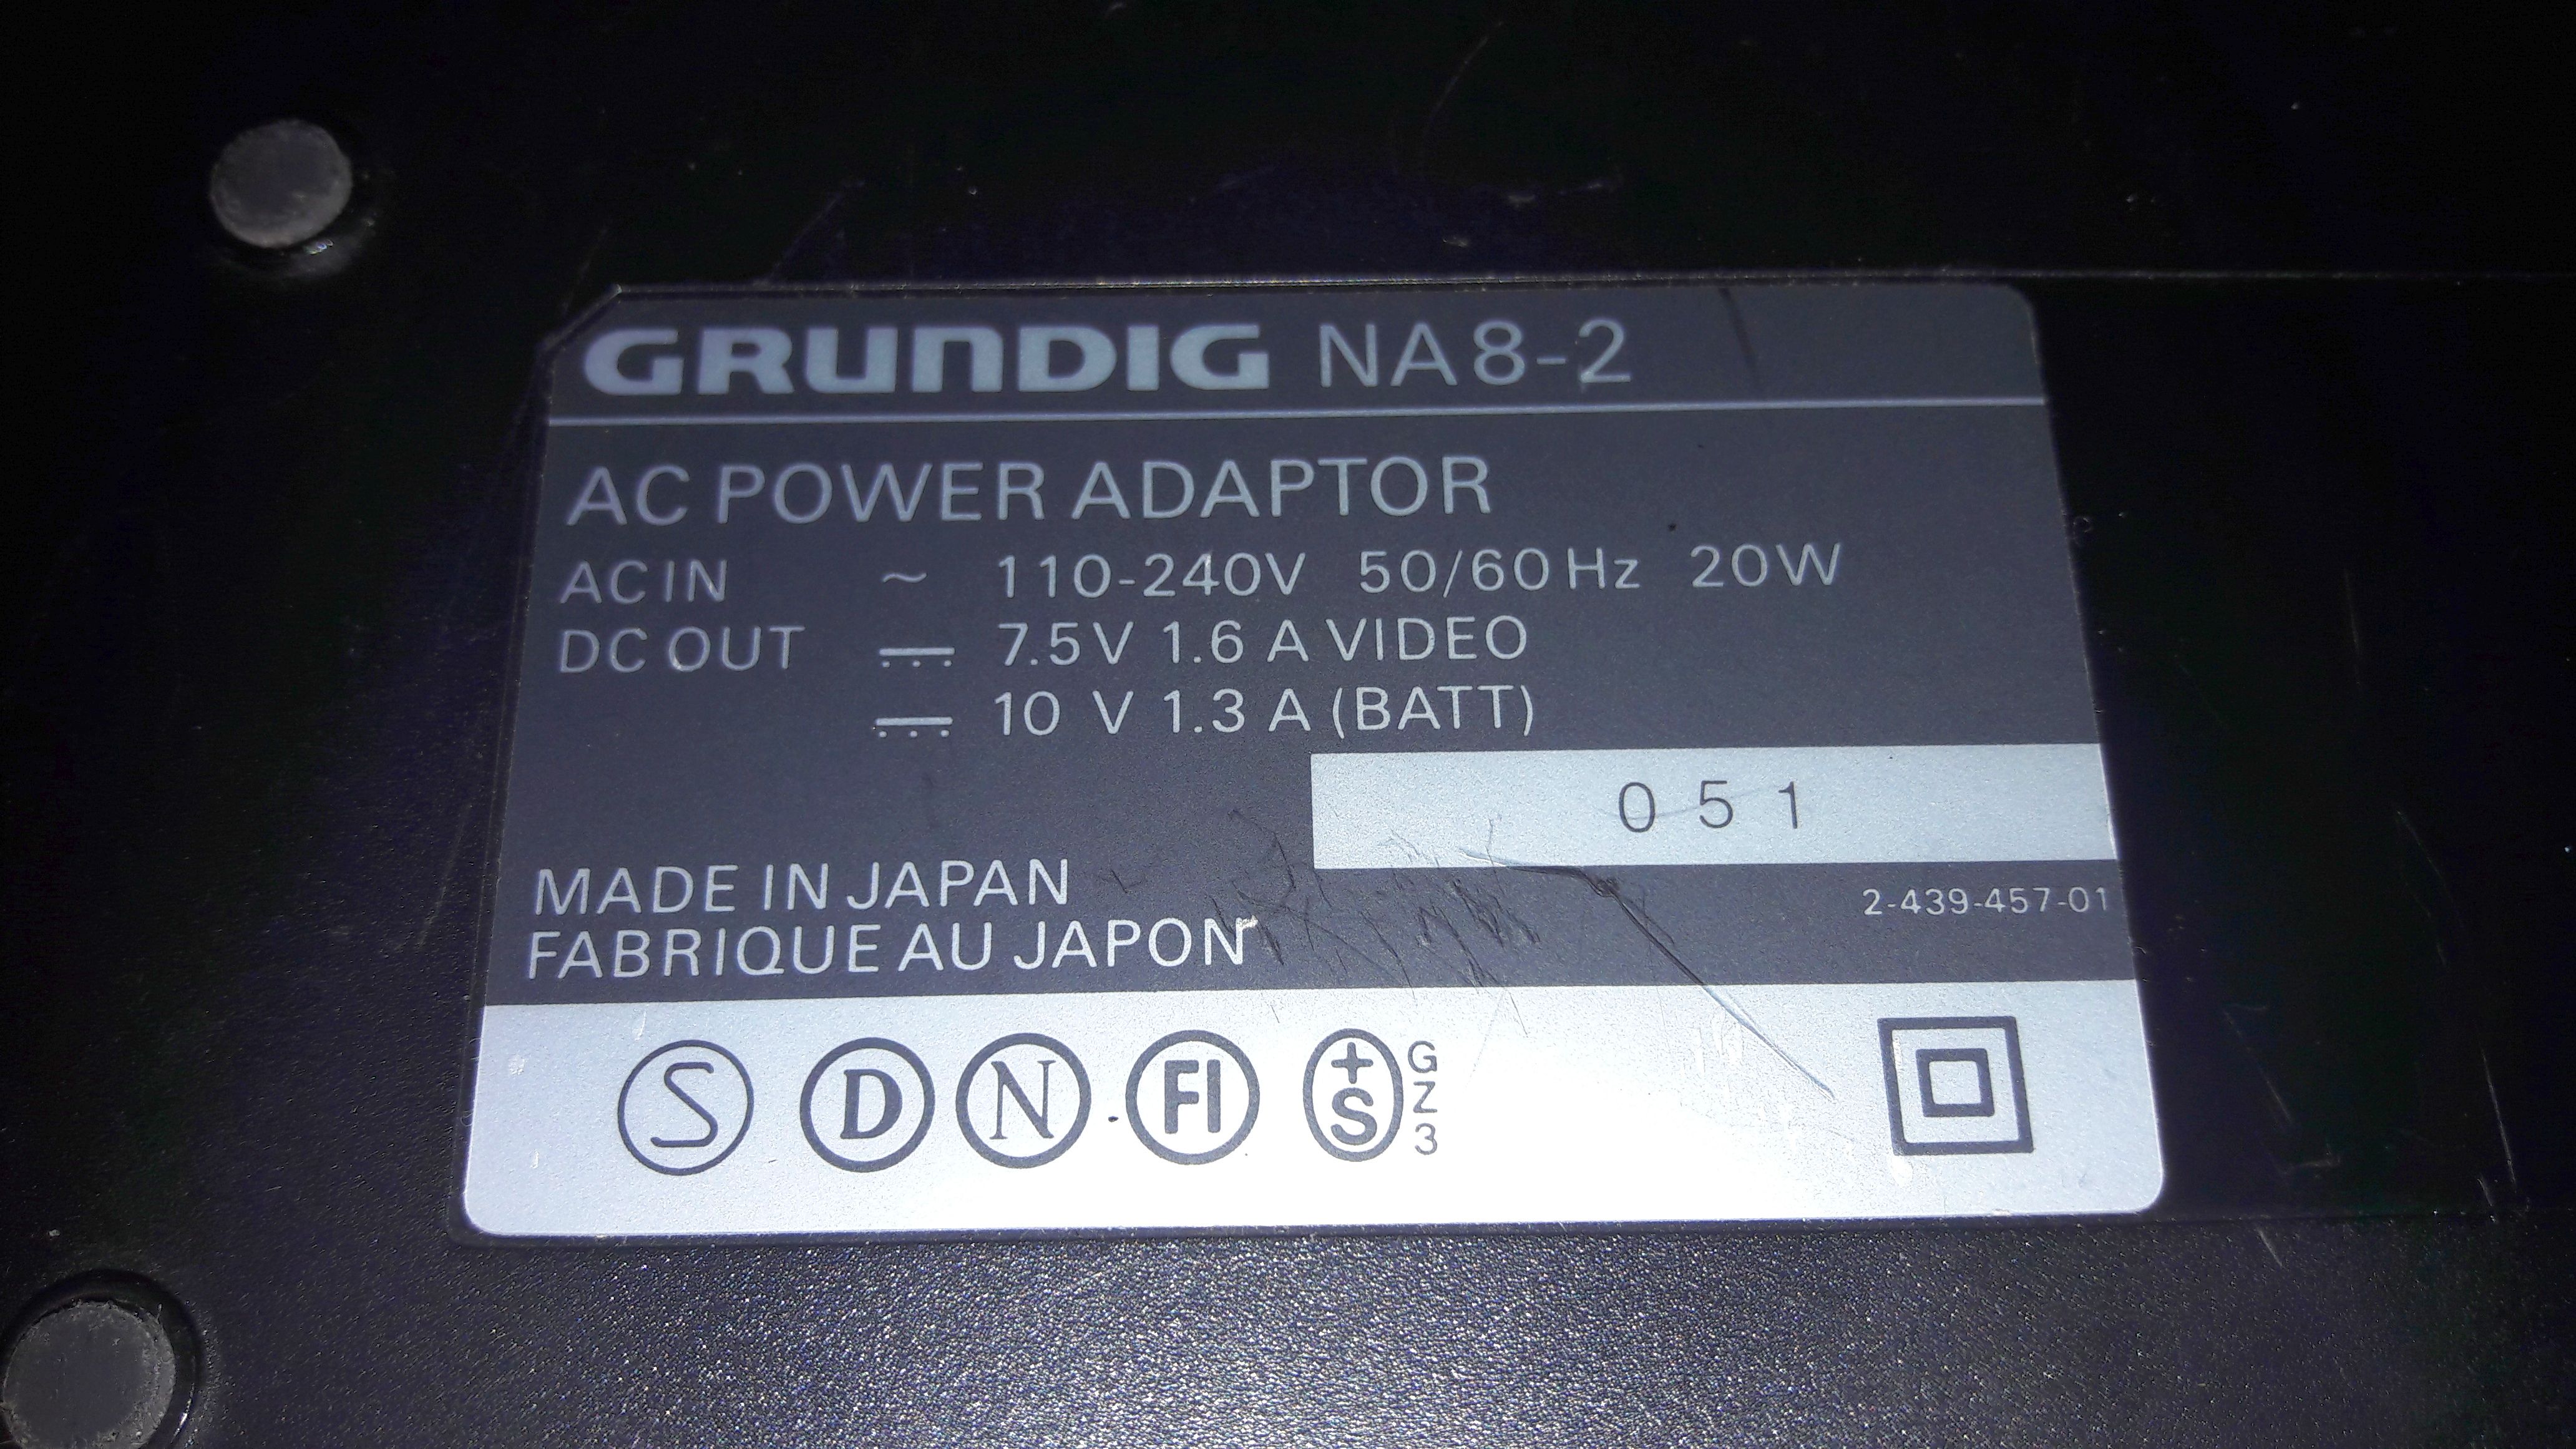 GRUNDIG NA8-2
AC POWER ADAPTOR
AC IN ~ 110-240V 50/60Hz 20W
DC OUT ⎓ 7.5V 1.6 A VIDEO
⎓ 10 V 1.3 A (BATT)
0 5 1
MADE IN JAPAN
2-439-457-01
FABRIQUE AU JAPON
S D N FI +S GZ3